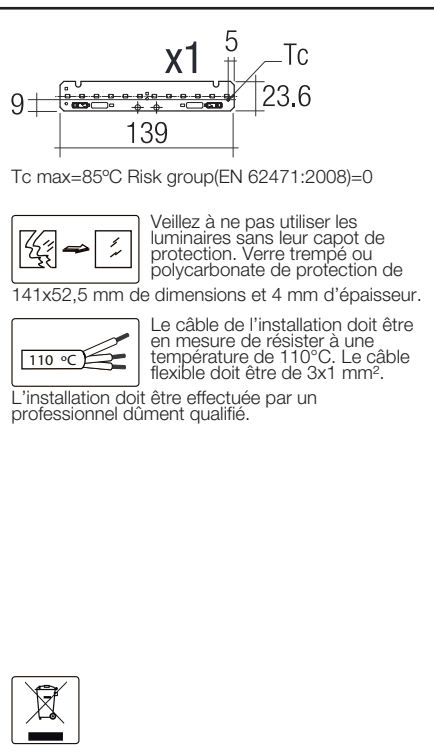 x1
5
Tc
9
23.6
139
Tc max=85ºC Risk group(EN 62471:2008)=0
Veillez à ne pas utiliser les
luminaires sans leur capot de
protection. Verre trempé ou
polycarbonate de protection de
141x52,5 mm de dimensions et 4 mm d’épaisseur.
110 ºC
Le câble de l’installation doit être
en mesure de résister à une
température de 110°C. Le câble
flexible doit être de 3x1 mm².
L’installation doit être effectuée par un
professionnel dûment qualifié.